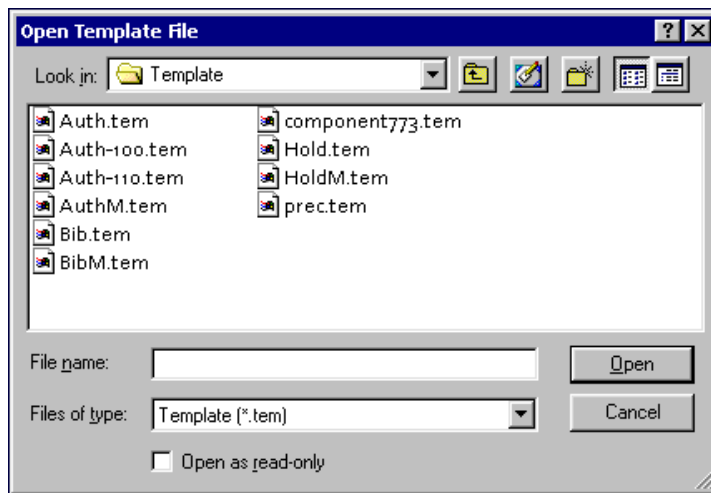 Open Template File
Look in: Template
Auth.tem
Auth-100.tem
Auth-110.tem
AuthM.tem
Bib.tem
BibM.tem
component773.tem
Hold.tem
HoldM.tem
prec.tem
File name:
Open
Files of type: Template (*.tem)
Cancel
Open as read-only